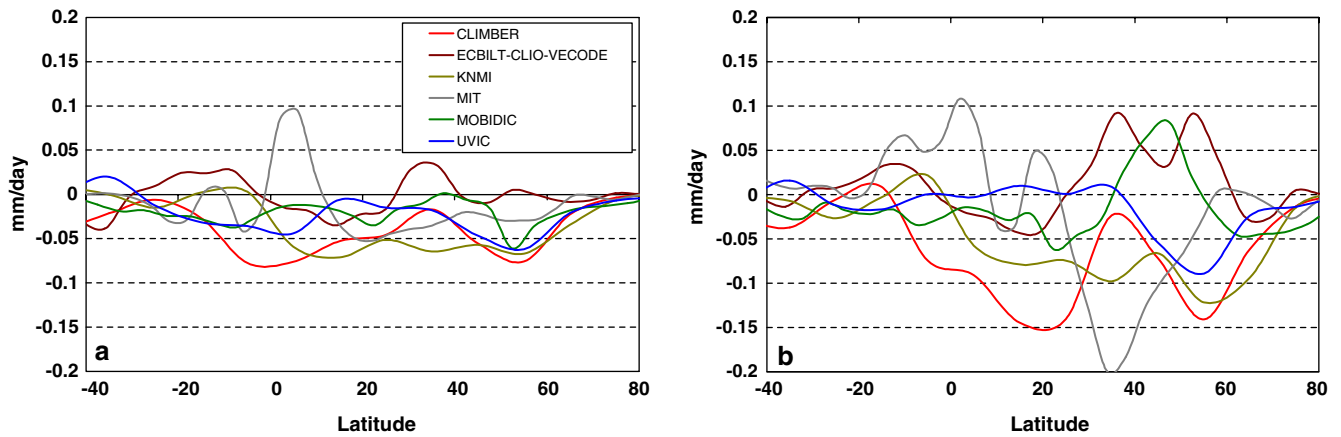 0.2
0.15
0.1
0.05
0
-0.05
-0.1
-0.15
-0.2
mm/day
CLIMBER
ECBILT-CLIO-VECODE
KNMI
MIT
MOBIDIC
UVIC
a
-40 -20 0 20 40 60 80
Latitude
0.2
0.15
0.1
0.05
0
-0.05
-0.1
-0.15
-0.2
mm/day
b
-40 -20 0 20 40 60 80
Latitude